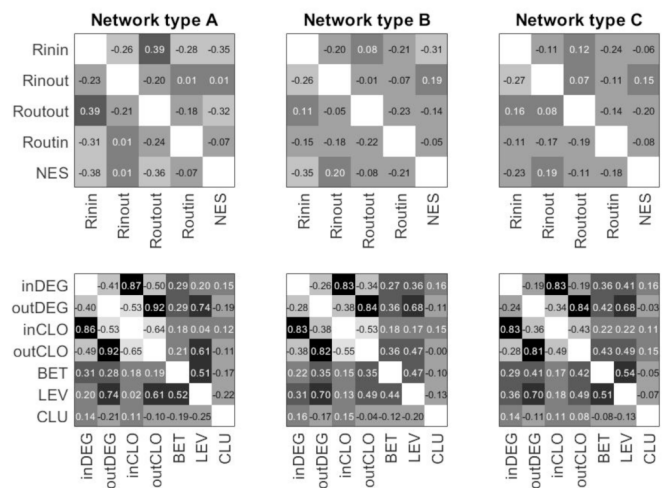 Network type A Network type B Network type C
Rinin -0.26 0.39 -0.28 -0.35 -0.20 0.08 -0.21 -0.31 -0.11 0.12 -0.24 -0.06
Rinout -0.23 -0.20 0.01 0.01 -0.26 -0.01 -0.07 0.19 -0.27 0.07 -0.11 0.15
Routout 0.39 -0.21 -0.18 -0.32 0.11 -0.05 -0.23 -0.14 0.16 0.08 -0.14 -0.20
Routin -0.31 0.01 -0.24 -0.07 -0.15 -0.18 -0.22 -0.05 -0.11 -0.17 -0.19 -0.08
NES -0.38 0.01 -0.36 -0.07 -0.35 0.20 -0.08 -0.21 -0.23 0.19 -0.11 -0.18
Rinin Rinout Routout Routin NES Rinin Rinout Routout Routin NES Rinin Rinout Routout Routin NES
inDEG -0.41 0.87 -0.50 0.29 0.20 0.15 -0.26 0.83 -0.34 0.27 0.36 0.16 -0.19 0.83 -0.19 0.36 0.41 0.16
outDEG -0.40 -0.53 0.92 0.29 0.74 -0.19 -0.28 -0.38 0.84 0.36 0.68 -0.11 -0.24 -0.34 0.84 0.42 0.68 -0.03
inCLO 0.86 -0.53 -0.64 0.18 0.04 0.12 0.83 -0.38 -0.53 0.18 0.17 0.15 0.83 -0.36 -0.43 0.22 0.22 0.11
outCLO -0.49 0.92 -0.65 0.21 0.61 -0.11 -0.38 0.82 -0.55 0.36 0.47 -0.00 -0.28 0.81 -0.49 0.43 0.49 0.15
BET 0.31 0.28 0.18 0.19 0.51 -0.17 0.22 0.35 0.15 0.35 0.47 -0.10 0.29 0.41 0.17 0.42 0.54 -0.05
LEV 0.20 0.74 0.02 0.61 0.52 -0.22 0.31 0.70 0.13 0.49 0.44 -0.13 0.36 0.70 0.18 0.48 0.51 -0.07
CLU 0.14 -0.21 0.11 -0.10 -0.19 -0.25 0.16 -0.17 0.15 -0.04 -0.12 -0.20 0.14 -0.11 0.11 0.08 -0.08 -0.13
inDEG outDEG inCLO outCLO BET LEV CLU inDEG outDEG inCLO outCLO BET LEV CLU inDEG outDEG inCLO outCLO BET LEV CLU